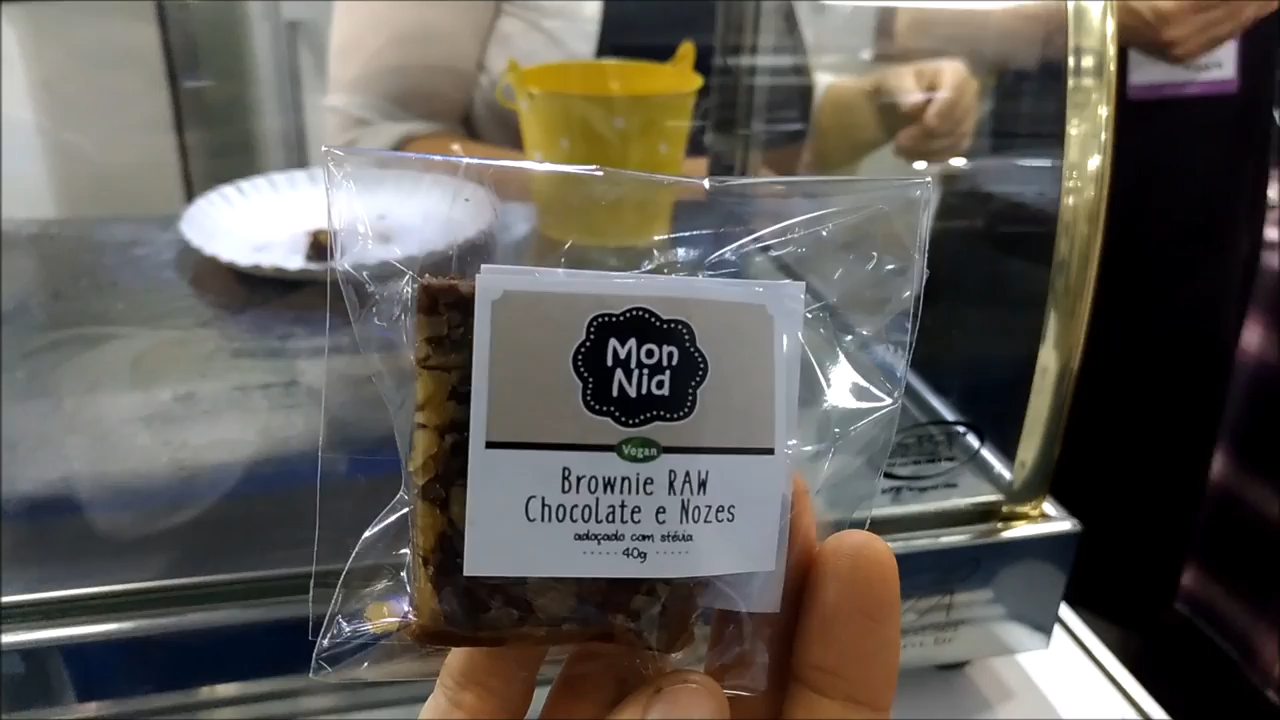 Mon
Nid
Vegan
Brownie RAW
Chocolate e Nozes
adoçado com stévia
40g